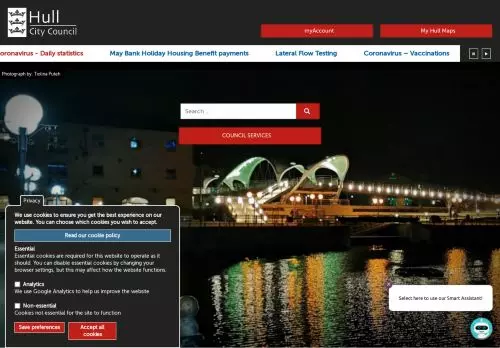 Hull
City Council
myAccount
My Hull Maps
oronavirus - Daily statistics
May Bank Holiday Housing Benefit payments
Lateral Flow Testing
Coronavirus – Vaccinations
Photograph by:
Search ...
COUNCIL SERVICES
Privacy
We use cookies to ensure you get the best experience on our
website. You can choose which cookies you wish to accept.
Read our cookie policy
Essential
Essential cookies are required for this website to operate as it
should. You can disable essential cookies by changing your
browser settings, but this may affect how the website functions.
Analytics
We use Google Analytics to help us improve the website
Non-essential
Cookies not essential for the site to function
Save preferences
Accept all
cookies
Select here to use our Smart Assistant!